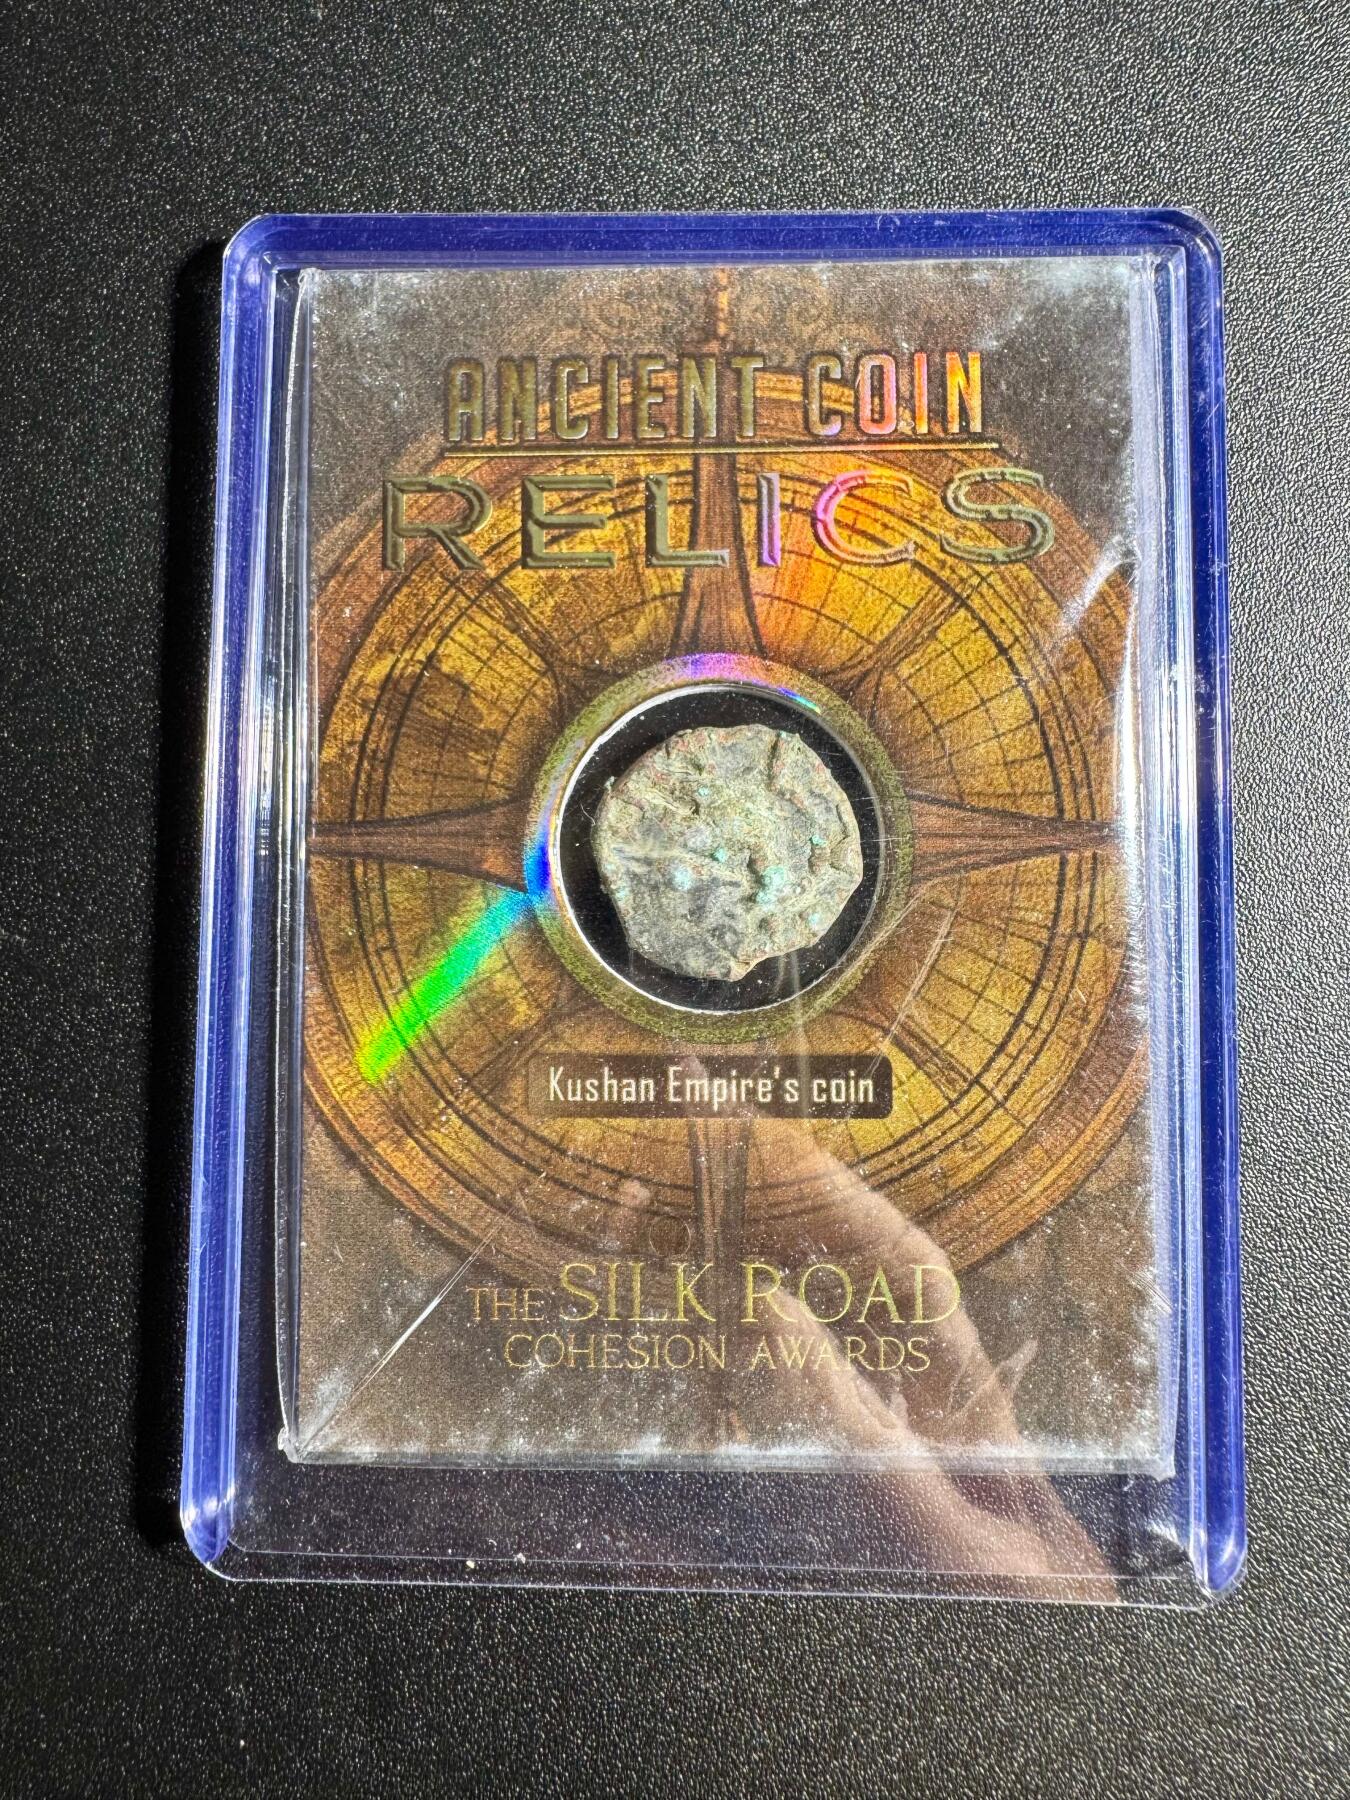 ANCIENT COIN
RELICS
Kushan Empire's coin
THE SILK ROAD
COHESION AWARDS